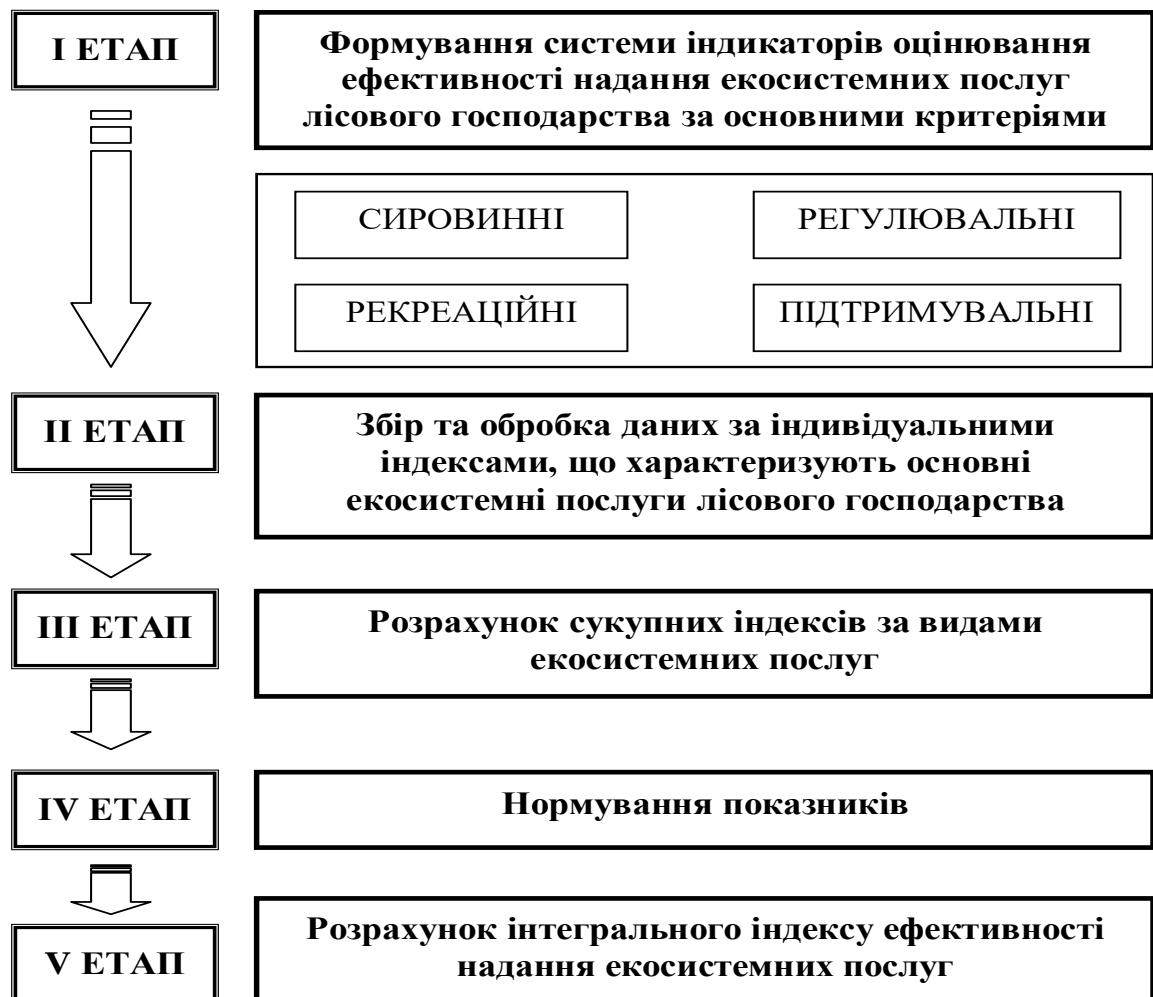 І ЕТАП
Формування системи індикаторів оцінювання
ефективності надання екосистемних послуг
лісового господарства за основними критеріями
СИРОВИННІ
РЕГУЛЮВАЛЬНІ
РЕКРЕАЦІЙНІ
ПІДТРИМУВАЛЬНІ
ІІ ЕТАП
Збір та обробка даних за індивідуальними
індексами, що характеризують основні
екосистемні послуги лісового господарства
ІІІ ЕТАП
Розрахунок сукупних індексів за видами
екосистемних послуг
IV ЕТАП
Нормування показників
V ЕТАП
Розрахунок інтегрального індексу ефективності
надання екосистемних послуг